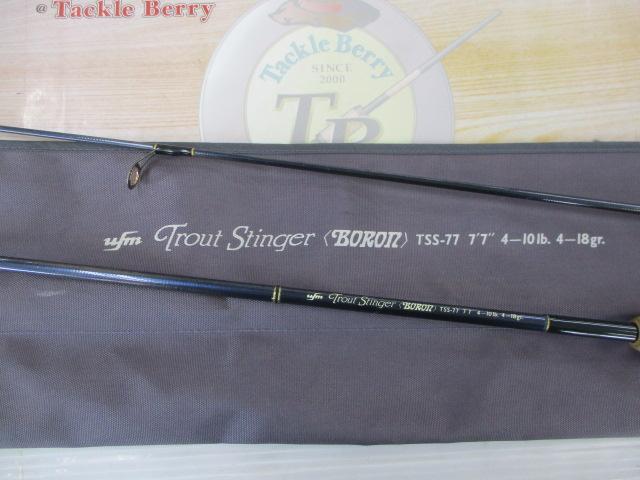 @ Tackle Berry
Tackle Berry
SINCE
2000
TB
ufm Trout Stinger 〈BORON〉 TSS-77 7'7" 4—10lb. 4—18gr.
ufm Trout Stinger 〈BORON〉 TSS-77 7'7" 4—10lb. 4—18gr.